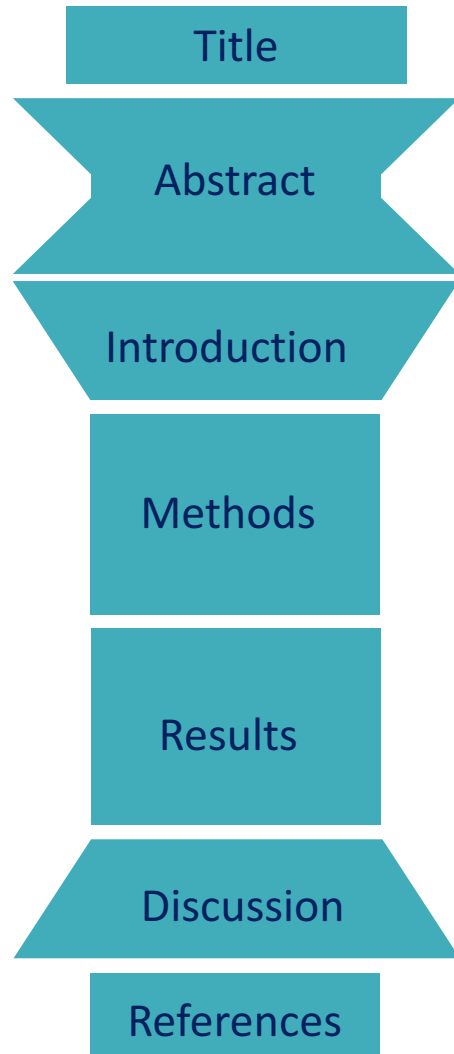 Title
Abstract
Introduction
Methods
Results
Discussion
References